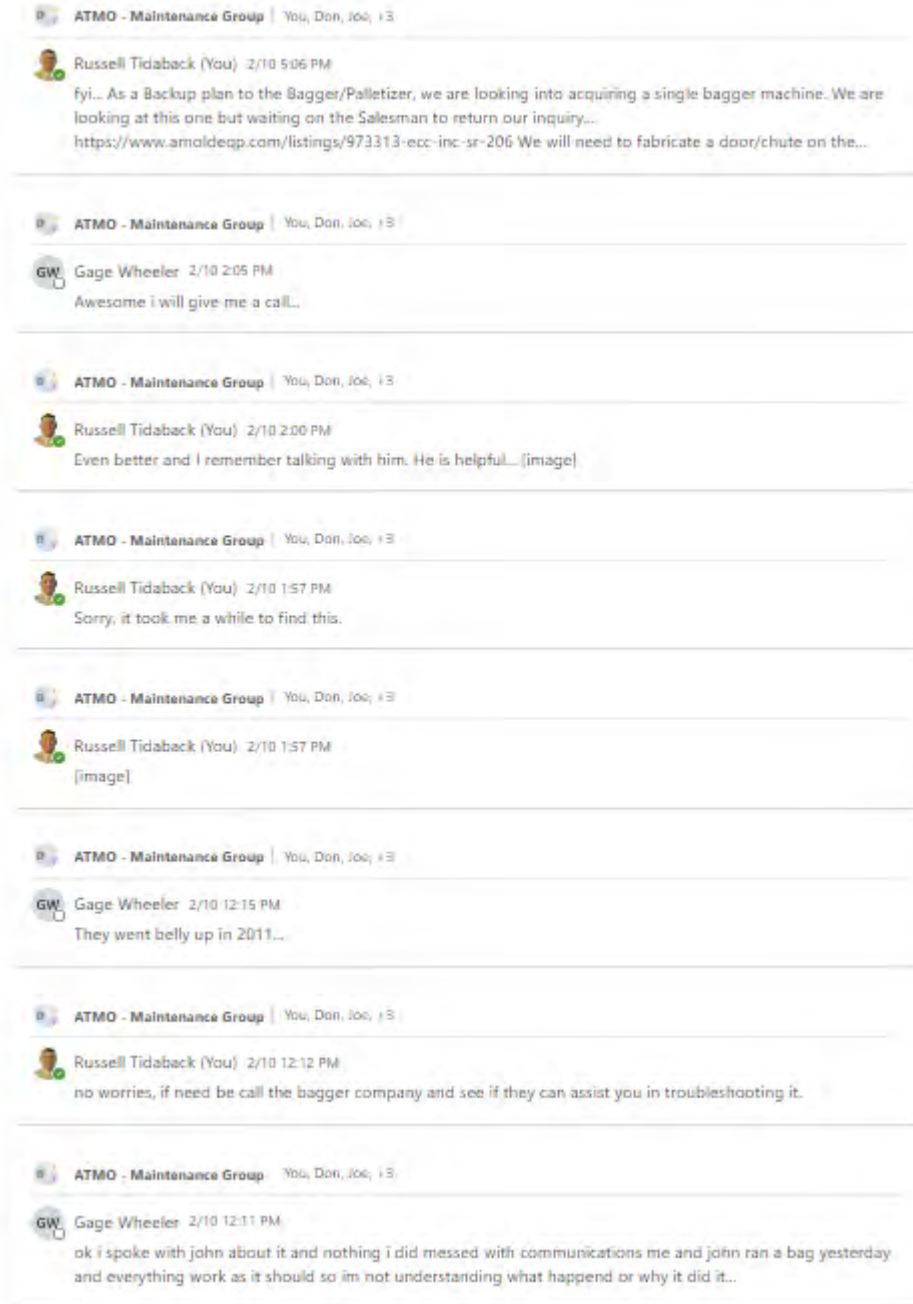 ATMO - Maintenance Group | You, Don, Joe, +3
Russell Tidaback (You) 2/10 5:06 PM
fyi... As a Backup plan to the Bagger/Palletizer, we are looking into acquiring a single bagger machine. We are
looking at this one but waiting on the Salesman to return our inquiry...
https://www.arnoldeqp.com/listings/973313-ecc-inc-sr-206 We will need to fabricate a door/chute on the...
ATMO - Maintenance Group | You, Don, Joe, +3
GW Gage Wheeler 2/10 2:05 PM
Awesome i will give me a call...
ATMO - Maintenance Group | You, Don, Joe, +3
Russell Tidaback (You) 2/10 2:00 PM
Even better and I remember talking with him. He is helpful... [image]
ATMO - Maintenance Group | You, Don, Joe, +3
Russell Tidaback (You) 2/10 1:57 PM
Sorry, it took me a while to find this.
ATMO - Maintenance Group | You, Don, Joe, +3
Russell Tidaback (You) 2/10 1:57 PM
[image]
ATMO - Maintenance Group | You, Don, Joe, +3
GW Gage Wheeler 2/10 12:15 PM
They went belly up in 2011...
ATMO - Maintenance Group | You, Don, Joe, +3
Russell Tidaback (You) 2/10 12:12 PM
no worries, if need be call the bagger company and see if they can assist you in troubleshooting it.
ATMO - Maintenance Group You, Don, Joe, +3
GW Gage Wheeler 2/10 12:11 PM
ok i spoke with john about it and nothing i did messed with communications me and john ran a bag yesterday
and everything work as it should so im not understanding what happend or why it did it...